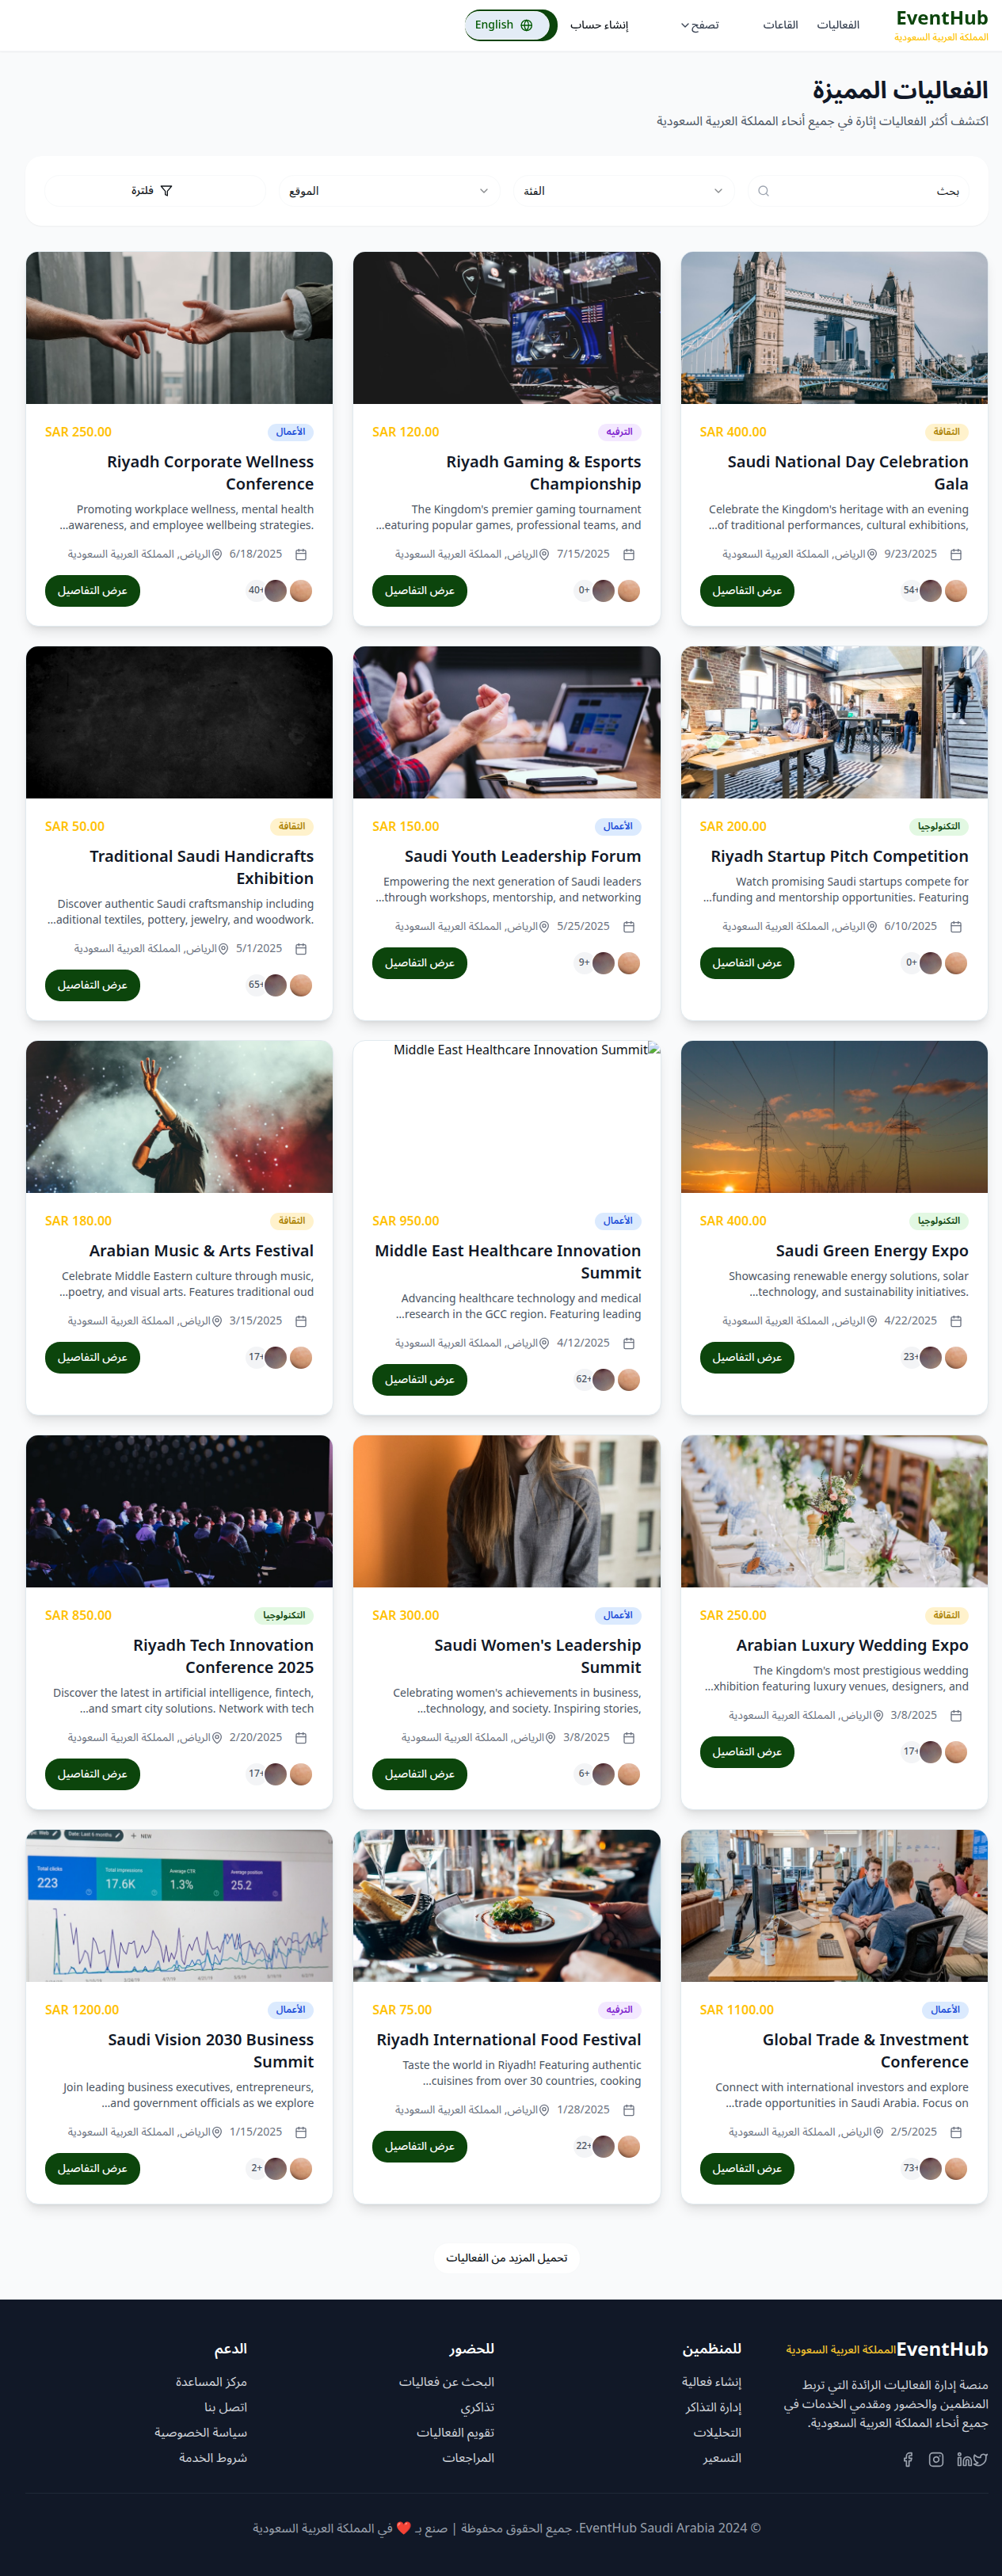 EventHub
المملكة العربية السعودية
الفعاليات
القاعات
تصفح
إنشاء حساب
English
الفعاليات المميزة
اكتشف أكثر الفعاليات إثارة في جميع أنحاء المملكة العربية السعودية
بحث
الفئة
الموقع
فلترة
الثقافة
SAR 400.00
Saudi National Day Celebration
Gala
Celebrate the Kingdom's heritage with an evening
...of traditional performances, cultural exhibitions,
9/23/2025
الرياض, المملكة العربية السعودية
54+
عرض التفاصيل
الترفيه
SAR 120.00
Riyadh Gaming & Esports
Championship
The Kingdom's premier gaming tournament
...eaturing popular games, professional teams, and
7/15/2025
الرياض, المملكة العربية السعودية
0+
عرض التفاصيل
الأعمال
SAR 250.00
Riyadh Corporate Wellness
Conference
Promoting workplace wellness, mental health
...awareness, and employee wellbeing strategies.
6/18/2025
الرياض, المملكة العربية السعودية
40+
عرض التفاصيل
التكنولوجيا
SAR 200.00
Riyadh Startup Pitch Competition
Watch promising Saudi startups compete for
...funding and mentorship opportunities. Featuring
6/10/2025
الرياض, المملكة العربية السعودية
0+
عرض التفاصيل
الأعمال
SAR 150.00
Saudi Youth Leadership Forum
Empowering the next generation of Saudi leaders
...through workshops, mentorship, and networking
5/25/2025
الرياض, المملكة العربية السعودية
9+
عرض التفاصيل
الثقافة
SAR 50.00
Traditional Saudi Handicrafts
Exhibition
Discover authentic Saudi craftsmanship including
...aditional textiles, pottery, jewelry, and woodwork.
5/1/2025
الرياض, المملكة العربية السعودية
65+
عرض التفاصيل
التكنولوجيا
SAR 400.00
Saudi Green Energy Expo
Showcasing renewable energy solutions, solar
...technology, and sustainability initiatives.
4/22/2025
الرياض, المملكة العربية السعودية
23+
عرض التفاصيل
Middle East Healthcare Innovation Summit
الأعمال
SAR 950.00
Middle East Healthcare Innovation
Summit
Advancing healthcare technology and medical
...research in the GCC region. Featuring leading
4/12/2025
الرياض, المملكة العربية السعودية
62+
عرض التفاصيل
الثقافة
SAR 180.00
Arabian Music & Arts Festival
Celebrate Middle Eastern culture through music,
...poetry, and visual arts. Features traditional oud
3/15/2025
الرياض, المملكة العربية السعودية
17+
عرض التفاصيل
الثقافة
SAR 250.00
Arabian Luxury Wedding Expo
The Kingdom's most prestigious wedding
...xhibition featuring luxury venues, designers, and
3/8/2025
الرياض, المملكة العربية السعودية
17+
عرض التفاصيل
الأعمال
SAR 300.00
Saudi Women's Leadership
Summit
Celebrating women's achievements in business,
...technology, and society. Inspiring stories,
3/8/2025
الرياض, المملكة العربية السعودية
6+
عرض التفاصيل
التكنولوجيا
SAR 850.00
Riyadh Tech Innovation
Conference 2025
Discover the latest in artificial intelligence, fintech,
...and smart city solutions. Network with tech
2/20/2025
الرياض, المملكة العربية السعودية
17+
عرض التفاصيل
الأعمال
SAR 1100.00
Global Trade & Investment
Conference
Connect with international investors and explore
...trade opportunities in Saudi Arabia. Focus on
2/5/2025
الرياض, المملكة العربية السعودية
73+
عرض التفاصيل
الترفيه
SAR 75.00
Riyadh International Food Festival
Taste the world in Riyadh! Featuring authentic
...cuisines from over 30 countries, cooking
1/28/2025
الرياض, المملكة العربية السعودية
22+
عرض التفاصيل
Date: Last 6 months
+ NEW
Total clicks
223
Total impressions
17.6K
Average CTR
1.3%
Average position
25.2
الأعمال
SAR 1200.00
Saudi Vision 2030 Business
Summit
Join leading business executives, entrepreneurs,
...and government officials as we explore
1/15/2025
الرياض, المملكة العربية السعودية
2+
عرض التفاصيل
تحميل المزيد من الفعاليات
EventHub المملكة العربية السعودية
منصة إدارة الفعاليات الرائدة التي تربط
المنظمين والحضور ومقدمي الخدمات في
جميع أنحاء المملكة العربية السعودية.
للمنظمين
إنشاء فعالية
إدارة التذاكر
التحليلات
التسعير
للحضور
البحث عن فعاليات
تذاكري
تقويم الفعاليات
المراجعات
الدعم
مركز المساعدة
اتصل بنا
سياسة الخصوصية
شروط الخدمة
© 2024 EventHub Saudi Arabia. جميع الحقوق محفوظة | صنع بـ ❤️ في المملكة العربية السعودية